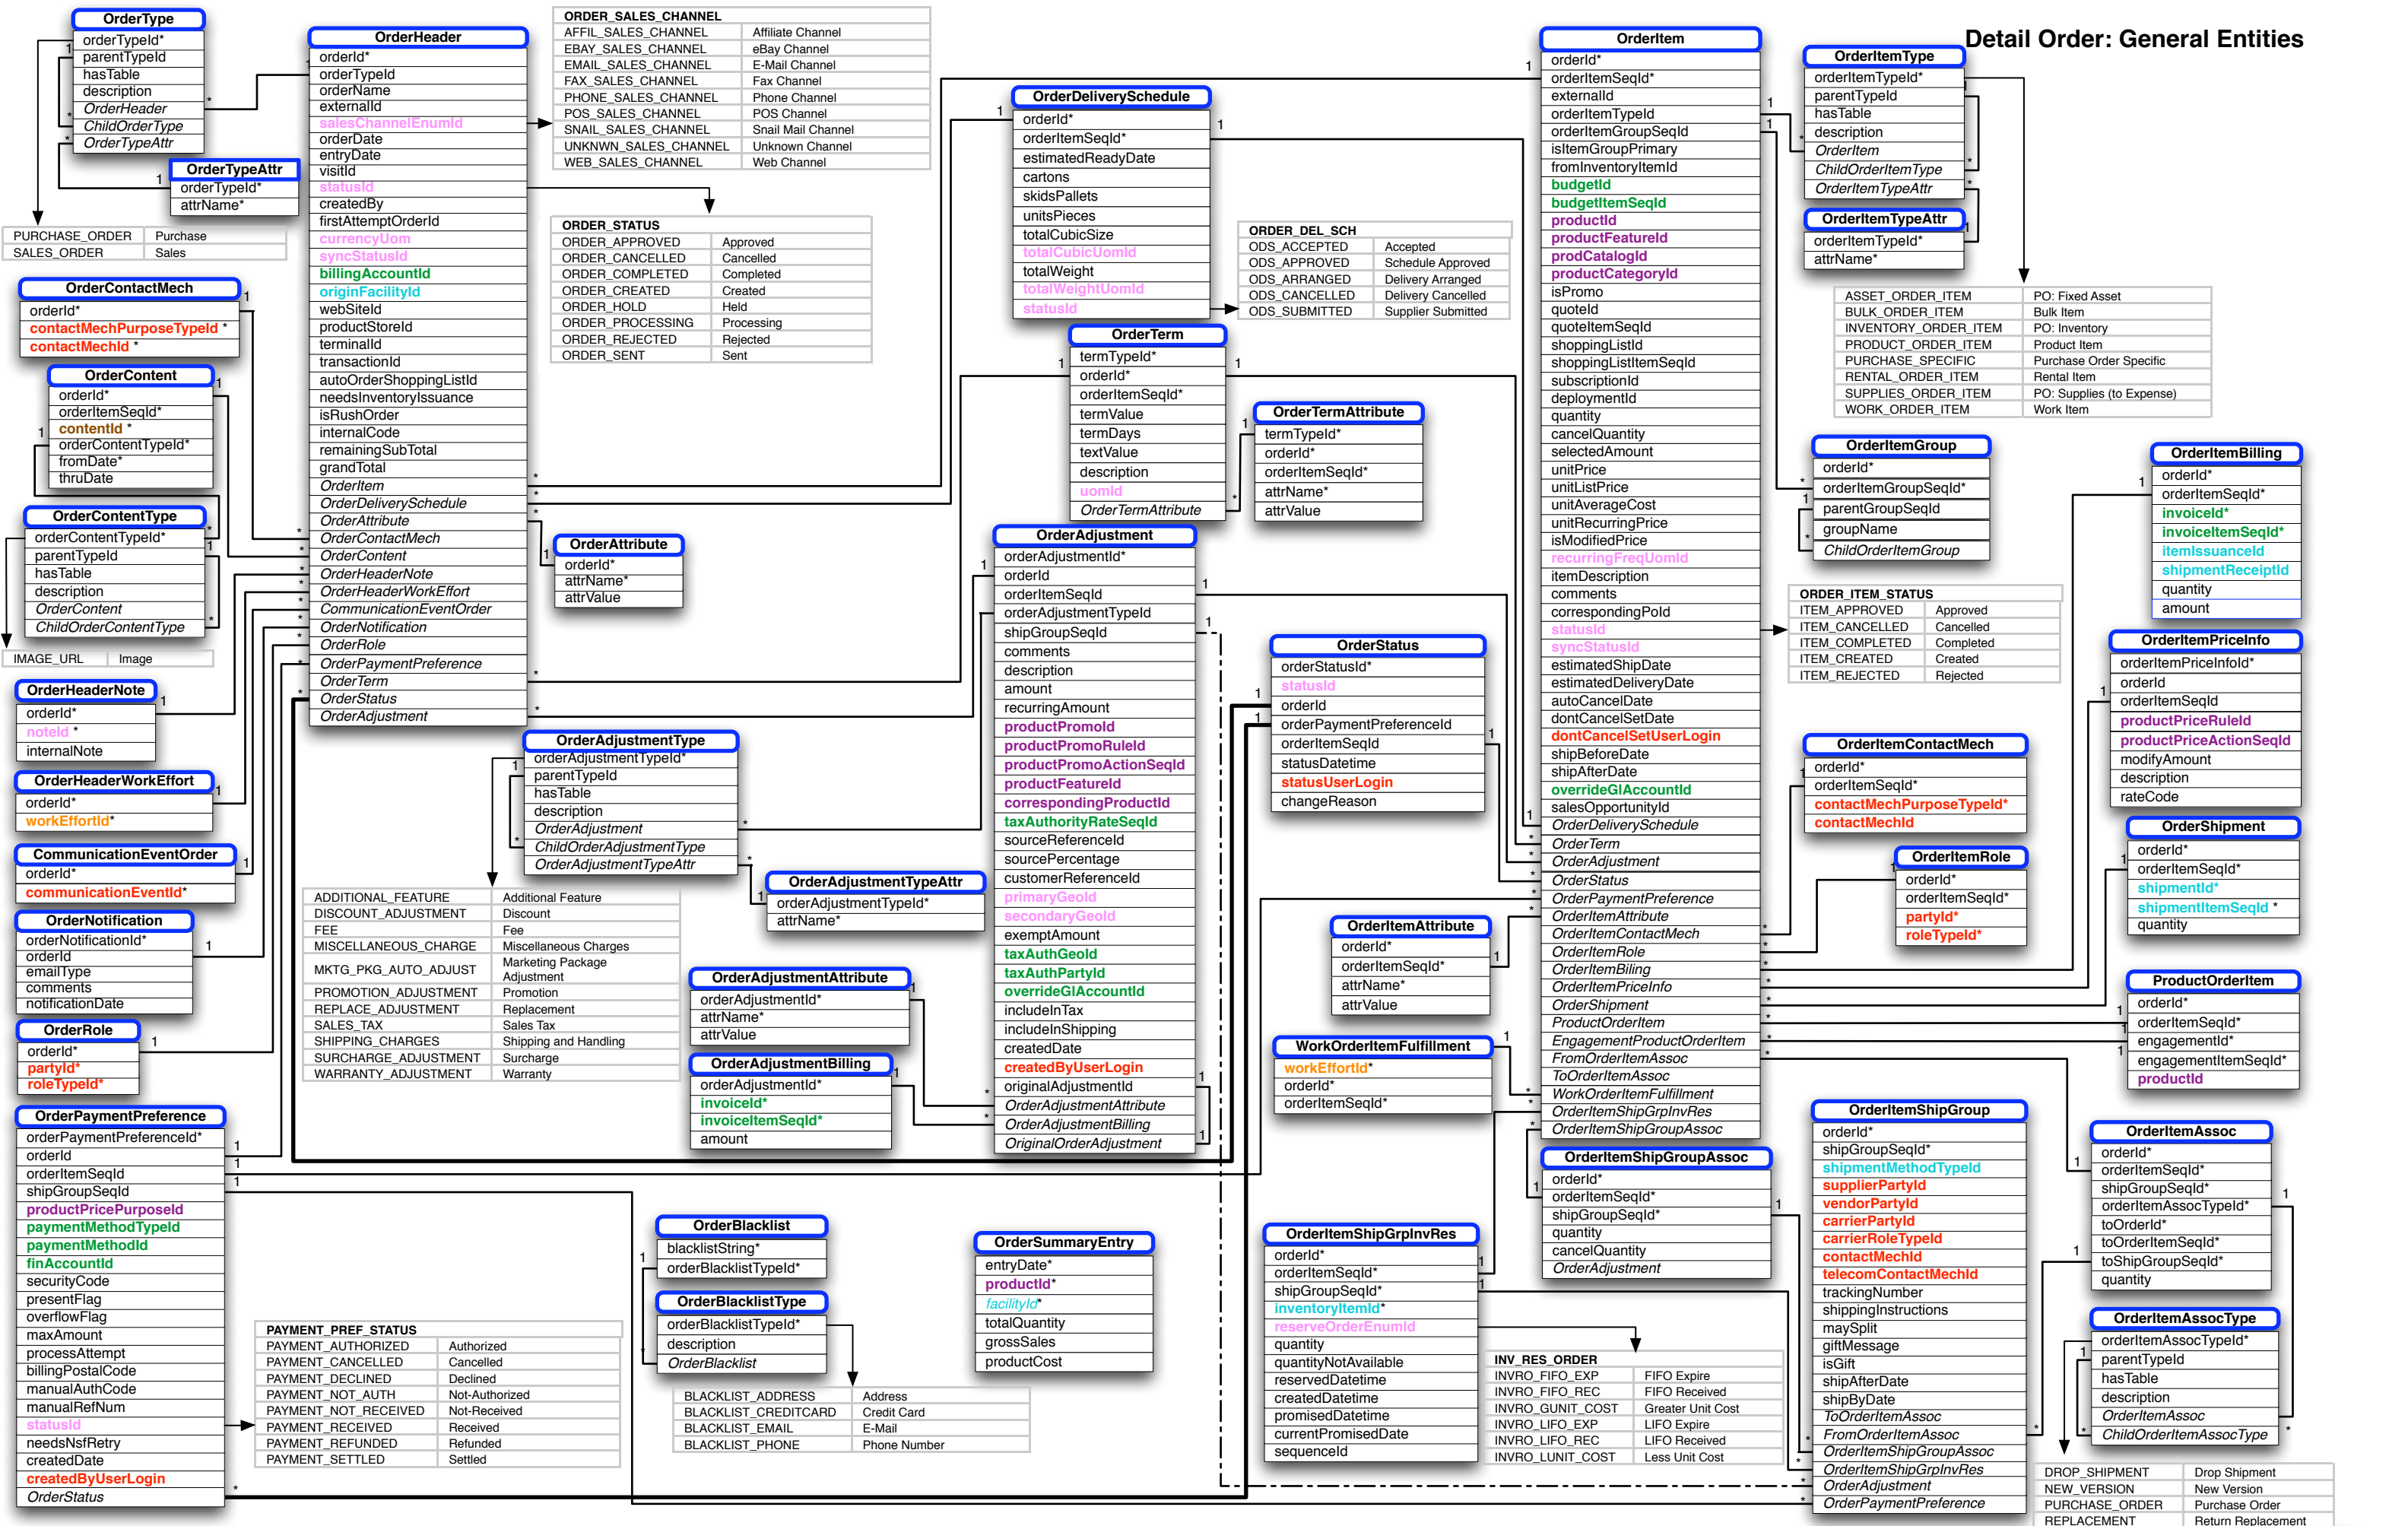 Detail Order: General Entities
OrderType
orderTypeId*
parentTypeId
hasTable
description
OrderHeader
ChildOrderType
OrderTypeAttr
OrderTypeAttr
orderTypeId*
attrName*
PURCHASE_ORDER Purchase
SALES_ORDER Sales
OrderContactMech
orderId*
contactMechPurposeTypeId *
contactMechId *
OrderContent
orderId*
orderItemSeqId*
contentId *
orderContentTypeId*
fromDate*
thruDate
OrderContentType
orderContentTypeId*
parentTypeId
hasTable
description
OrderContent
ChildOrderContentType
IMAGE_URL Image
OrderHeaderNote
orderId*
noteId *
internalNote
OrderHeaderWorkEffort
orderId*
workEffortId*
CommunicationEventOrder
orderId*
communicationEventId*
OrderNotification
orderNotificationId*
orderId
emailType
comments
notificationDate
OrderRole
orderId*
partyId*
roleTypeId*
OrderPaymentPreference
orderPaymentPreferenceId*
orderId
orderItemSeqId
shipGroupSeqId
productPricePurposeId
paymentMethodTypeId
paymentMethodId
finAccountId
securityCode
presentFlag
overflowFlag
maxAmount
processAttempt
billingPostalCode
manualAuthCode
manualRefNum
statusId
needsNsfRetry
createdDate
createdByUserLogin
OrderStatus
PAYMENT_PREF_STATUS
PAYMENT_AUTHORIZED Authorized
PAYMENT_CANCELLED Cancelled
PAYMENT_DECLINED Declined
PAYMENT_NOT_AUTH Not-Authorized
PAYMENT_NOT_RECEIVED Not-Received
PAYMENT_RECEIVED Received
PAYMENT_REFUNDED Refunded
PAYMENT_SETTLED Settled
OrderHeader
orderId*
orderTypeId
orderName
externalId
salesChannelEnumId
orderDate
entryDate
visitId
statusId
createdBy
firstAttemptOrderId
currencyUom
syncStatusId
billingAccountId
originFacilityId
webSiteId
productStoreId
terminalId
transactionId
autoOrderShoppingListId
needsInventoryIssuance
isRushOrder
internalCode
remainingSubTotal
grandTotal
OrderItem
OrderDeliverySchedule
OrderAttribute
OrderContactMech
OrderContent
OrderHeaderNote
OrderHeaderWorkEffort
CommunicationEventOrder
OrderNotification
OrderRole
OrderPaymentPreference
OrderTerm
OrderStatus
OrderAdjustment
ORDER_SALES_CHANNEL
AFFIL_SALES_CHANNEL Affiliate Channel
EBAY_SALES_CHANNEL eBay Channel
EMAIL_SALES_CHANNEL E-Mail Channel
FAX_SALES_CHANNEL Fax Channel
PHONE_SALES_CHANNEL Phone Channel
POS_SALES_CHANNEL POS Channel
SNAIL_SALES_CHANNEL Snail Mail Channel
UNKNWN_SALES_CHANNEL Unknown Channel
WEB_SALES_CHANNEL Web Channel
ORDER_STATUS
ORDER_APPROVED Approved
ORDER_CANCELLED Cancelled
ORDER_COMPLETED Completed
ORDER_CREATED Created
ORDER_HOLD Held
ORDER_PROCESSING Processing
ORDER_REJECTED Rejected
ORDER_SENT Sent
OrderAttribute
orderId*
attrName*
attrValue
OrderAdjustmentType
orderAdjustmentTypeId*
parentTypeId
hasTable
description
OrderAdjustment
ChildOrderAdjustmentType
OrderAdjustmentTypeAttr
ADDITIONAL_FEATURE Additional Feature
DISCOUNT_ADJUSTMENT Discount
FEE Fee
MISCELLANEOUS_CHARGE Miscellaneous Charges
MKTG_PKG_AUTO_ADJUST Marketing Package Adjustment
PROMOTION_ADJUSTMENT Promotion
REPLACE_ADJUSTMENT Replacement
SALES_TAX Sales Tax
SHIPPING_CHARGES Shipping and Handling
SURCHARGE_ADJUSTMENT Surcharge
WARRANTY_ADJUSTMENT Warranty
OrderAdjustmentTypeAttr
orderAdjustmentTypeId*
attrName*
OrderAdjustmentAttribute
orderAdjustmentId*
attrName*
attrValue
OrderAdjustmentBilling
orderAdjustmentId*
invoiceId*
invoiceItemSeqId*
amount
OrderBlacklist
blacklistString*
orderBlacklistTypeId*
OrderBlacklistType
orderBlacklistTypeId*
description
OrderBlacklist
BLACKLIST_ADDRESS Address
BLACKLIST_CREDITCARD Credit Card
BLACKLIST_EMAIL E-Mail
BLACKLIST_PHONE Phone Number
OrderSummaryEntry
entryDate*
productId*
facilityId*
totalQuantity
grossSales
productCost
OrderDeliverySchedule
orderId*
orderItemSeqId*
estimatedReadyDate
cartons
skidsPallets
unitsPieces
totalCubicSize
totalCubicUomId
totalWeight
totalWeightUomId
statusId
ORDER_DEL_SCH
ODS_ACCEPTED Accepted
ODS_APPROVED Schedule Approved
ODS_ARRANGED Delivery Arranged
ODS_CANCELLED Delivery Cancelled
ODS_SUBMITTED Supplier Submitted
OrderTerm
termTypeId*
orderId*
orderItemSeqId*
termValue
termDays
textValue
description
uomId
OrderTermAttribute
OrderTermAttribute
termTypeId*
orderId*
orderItemSeqId*
attrName*
attrValue
OrderAdjustment
orderAdjustmentId*
orderId
orderItemSeqId
orderAdjustmentTypeId
shipGroupSeqId
comments
description
amount
recurringAmount
productPromoId
productPromoRuleId
productPromoActionSeqId
productFeatureId
correspondingProductId
taxAuthorityRateSeqId
sourceReferenceId
sourcePercentage
customerReferenceId
primaryGeoId
secondaryGeoId
exemptAmount
taxAuthGeoId
taxAuthPartyId
overrideGlAccountId
includeInTax
includeInShipping
createdDate
createdByUserLogin
originalAdjustmentId
OrderAdjustmentAttribute
OrderAdjustmentBilling
OriginalOrderAdjustment
OrderStatus
orderStatusId*
statusId
orderId
orderPaymentPreferenceId
orderItemSeqId
statusDatetime
statusUserLogin
changeReason
OrderItemAttribute
orderId*
orderItemSeqId*
attrName*
attrValue
WorkOrderItemFulfillment
workEffortId*
orderId*
orderItemSeqId*
OrderItemShipGrpInvRes
orderId*
orderItemSeqId*
shipGroupSeqId*
inventoryItemId*
reserveOrderEnumId
quantity
quantityNotAvailable
reservedDatetime
createdDatetime
promisedDatetime
currentPromisedDate
sequenceId
INV_RES_ORDER
INVRO_FIFO_EXP FIFO Expire
INVRO_FIFO_REC FIFO Received
INVRO_GUNIT_COST Greater Unit Cost
INVRO_LIFO_EXP LIFO Expire
INVRO_LIFO_REC LIFO Received
INVRO_LUNIT_COST Less Unit Cost
OrderItem
orderId*
orderItemSeqId*
externalId
orderItemTypeId
orderItemGroupSeqId
isItemGroupPrimary
fromInventoryItemId
budgetId
budgetItemSeqId
productId
productFeatureId
prodCatalogId
productCategoryId
isPromo
quoteId
quoteItemSeqId
shoppingListId
shoppingListItemSeqId
subscriptionId
deploymentId
quantity
cancelQuantity
selectedAmount
unitPrice
unitListPrice
unitAverageCost
unitRecurringPrice
isModifiedPrice
recurringFreqUomId
itemDescription
comments
correspondingPoId
statusId
syncStatusId
estimatedShipDate
estimatedDeliveryDate
autoCancelDate
dontCancelSetDate
dontCancelSetUserLogin
shipBeforeDate
shipAfterDate
overrideGlAccountId
salesOpportunityId
OrderDeliverySchedule
OrderTerm
OrderAdjustment
OrderStatus
OrderPaymentPreference
OrderItemAttribute
OrderItemContactMech
OrderItemRole
OrderItemBiling
OrderItemPriceInfo
OrderShipment
ProductOrderItem
EngagementProductOrderItem
FromOrderItemAssoc
ToOrderItemAssoc
WorkOrderItemFulfillment
OrderItemShipGrpInvRes
OrderItemShipGroupAssoc
OrderItemShipGroupAssoc
orderId*
orderItemSeqId*
shipGroupSeqId*
quantity
cancelQuantity
OrderAdjustment
OrderItemType
orderItemTypeId*
parentTypeId
hasTable
description
OrderItem
ChildOrderItemType
OrderItemTypeAttr
OrderItemTypeAttr
orderItemTypeId*
attrName*
ASSET_ORDER_ITEM PO: Fixed Asset
BULK_ORDER_ITEM Bulk Item
INVENTORY_ORDER_ITEM PO: Inventory
PRODUCT_ORDER_ITEM Product Item
PURCHASE_SPECIFIC Purchase Order Specific
RENTAL_ORDER_ITEM Rental Item
SUPPLIES_ORDER_ITEM PO: Supplies (to Expense)
WORK_ORDER_ITEM Work Item
OrderItemGroup
orderId*
orderItemGroupSeqId*
parentGroupSeqId
groupName
ChildOrderItemGroup
ORDER_ITEM_STATUS
ITEM_APPROVED Approved
ITEM_CANCELLED Cancelled
ITEM_COMPLETED Completed
ITEM_CREATED Created
ITEM_REJECTED Rejected
OrderItemContactMech
orderId*
orderItemSeqId*
contactMechPurposeTypeId*
contactMechId
OrderItemRole
orderId*
orderItemSeqId*
partyId*
roleTypeId*
OrderItemBilling
orderId*
orderItemSeqId*
invoiceId*
invoiceItemSeqId*
itemIssuanceId
shipmentReceiptId
quantity
amount
OrderItemPriceInfo
orderItemPriceInfoId*
orderId
orderItemSeqId
productPriceRuleId
productPriceActionSeqId
modifyAmount
description
rateCode
OrderShipment
orderId*
orderItemSeqId*
shipmentId*
shipmentItemSeqId *
quantity
ProductOrderItem
orderId*
orderItemSeqId*
engagementId*
engagementItemSeqId*
productId
OrderItemShipGroup
orderId*
shipGroupSeqId*
shipmentMethodTypeId
supplierPartyId
vendorPartyId
carrierPartyId
carrierRoleTypeId
contactMechId
telecomContactMechId
trackingNumber
shippingInstructions
maySplit
giftMessage
isGift
shipAfterDate
shipByDate
ToOrderItemAssoc
FromOrderItemAssoc
OrderItemShipGroupAssoc
OrderItemShipGrpInvRes
OrderAdjustment
OrderPaymentPreference
OrderItemAssoc
orderId*
orderItemSeqId*
shipGroupSeqId*
orderItemAssocTypeId*
toOrderId*
toOrderItemSeqId*
toShipGroupSeqId*
quantity
OrderItemAssocType
orderItemAssocTypeId*
parentTypeId
hasTable
description
OrderItemAssoc
ChildOrderItemAssocType
DROP_SHIPMENT Drop Shipment
NEW_VERSION New Version
PURCHASE_ORDER Purchase Order
REPLACEMENT Return Replacement